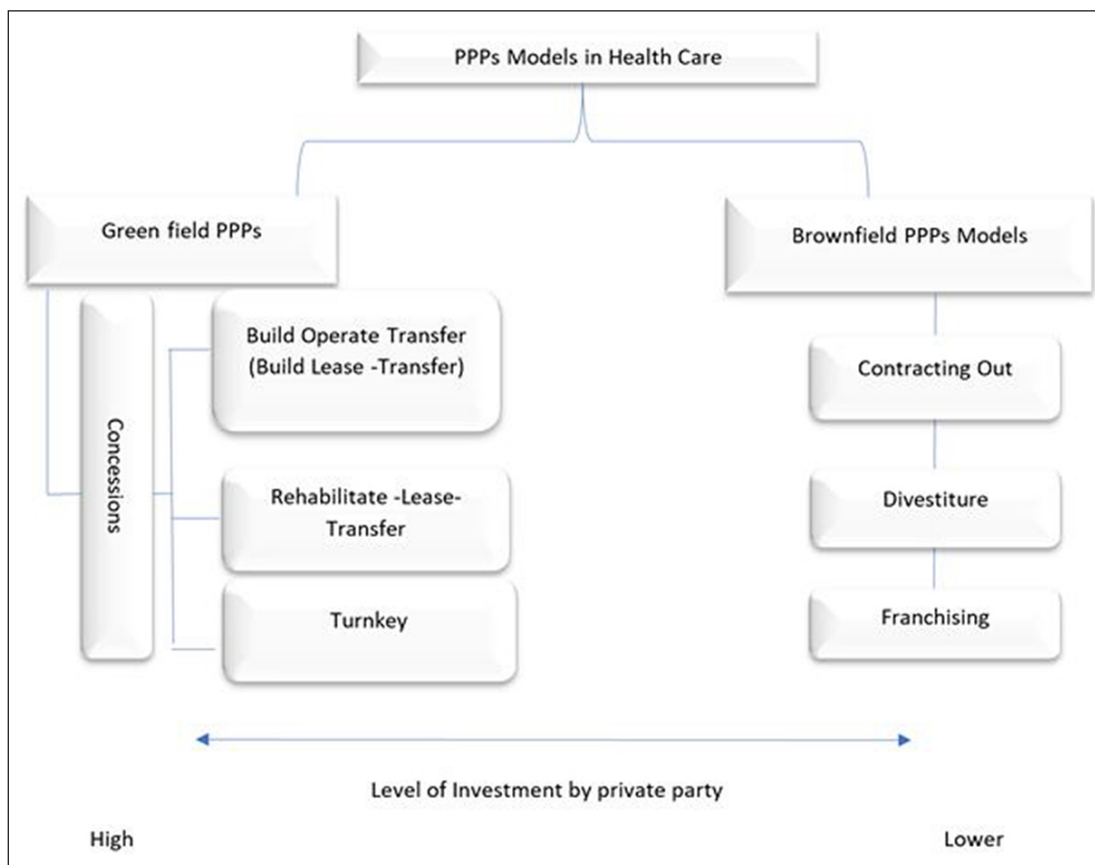 PPPs Models in Health Care
Green field PPPs
Brownfield PPPs Models
Concessions
Build Operate Transfer
(Build Lease -Transfer)
Rehabilitate -Lease-
Transfer
Turnkey
Contracting Out
Divestiture
Franchising
Level of Investment by private party
High
Lower